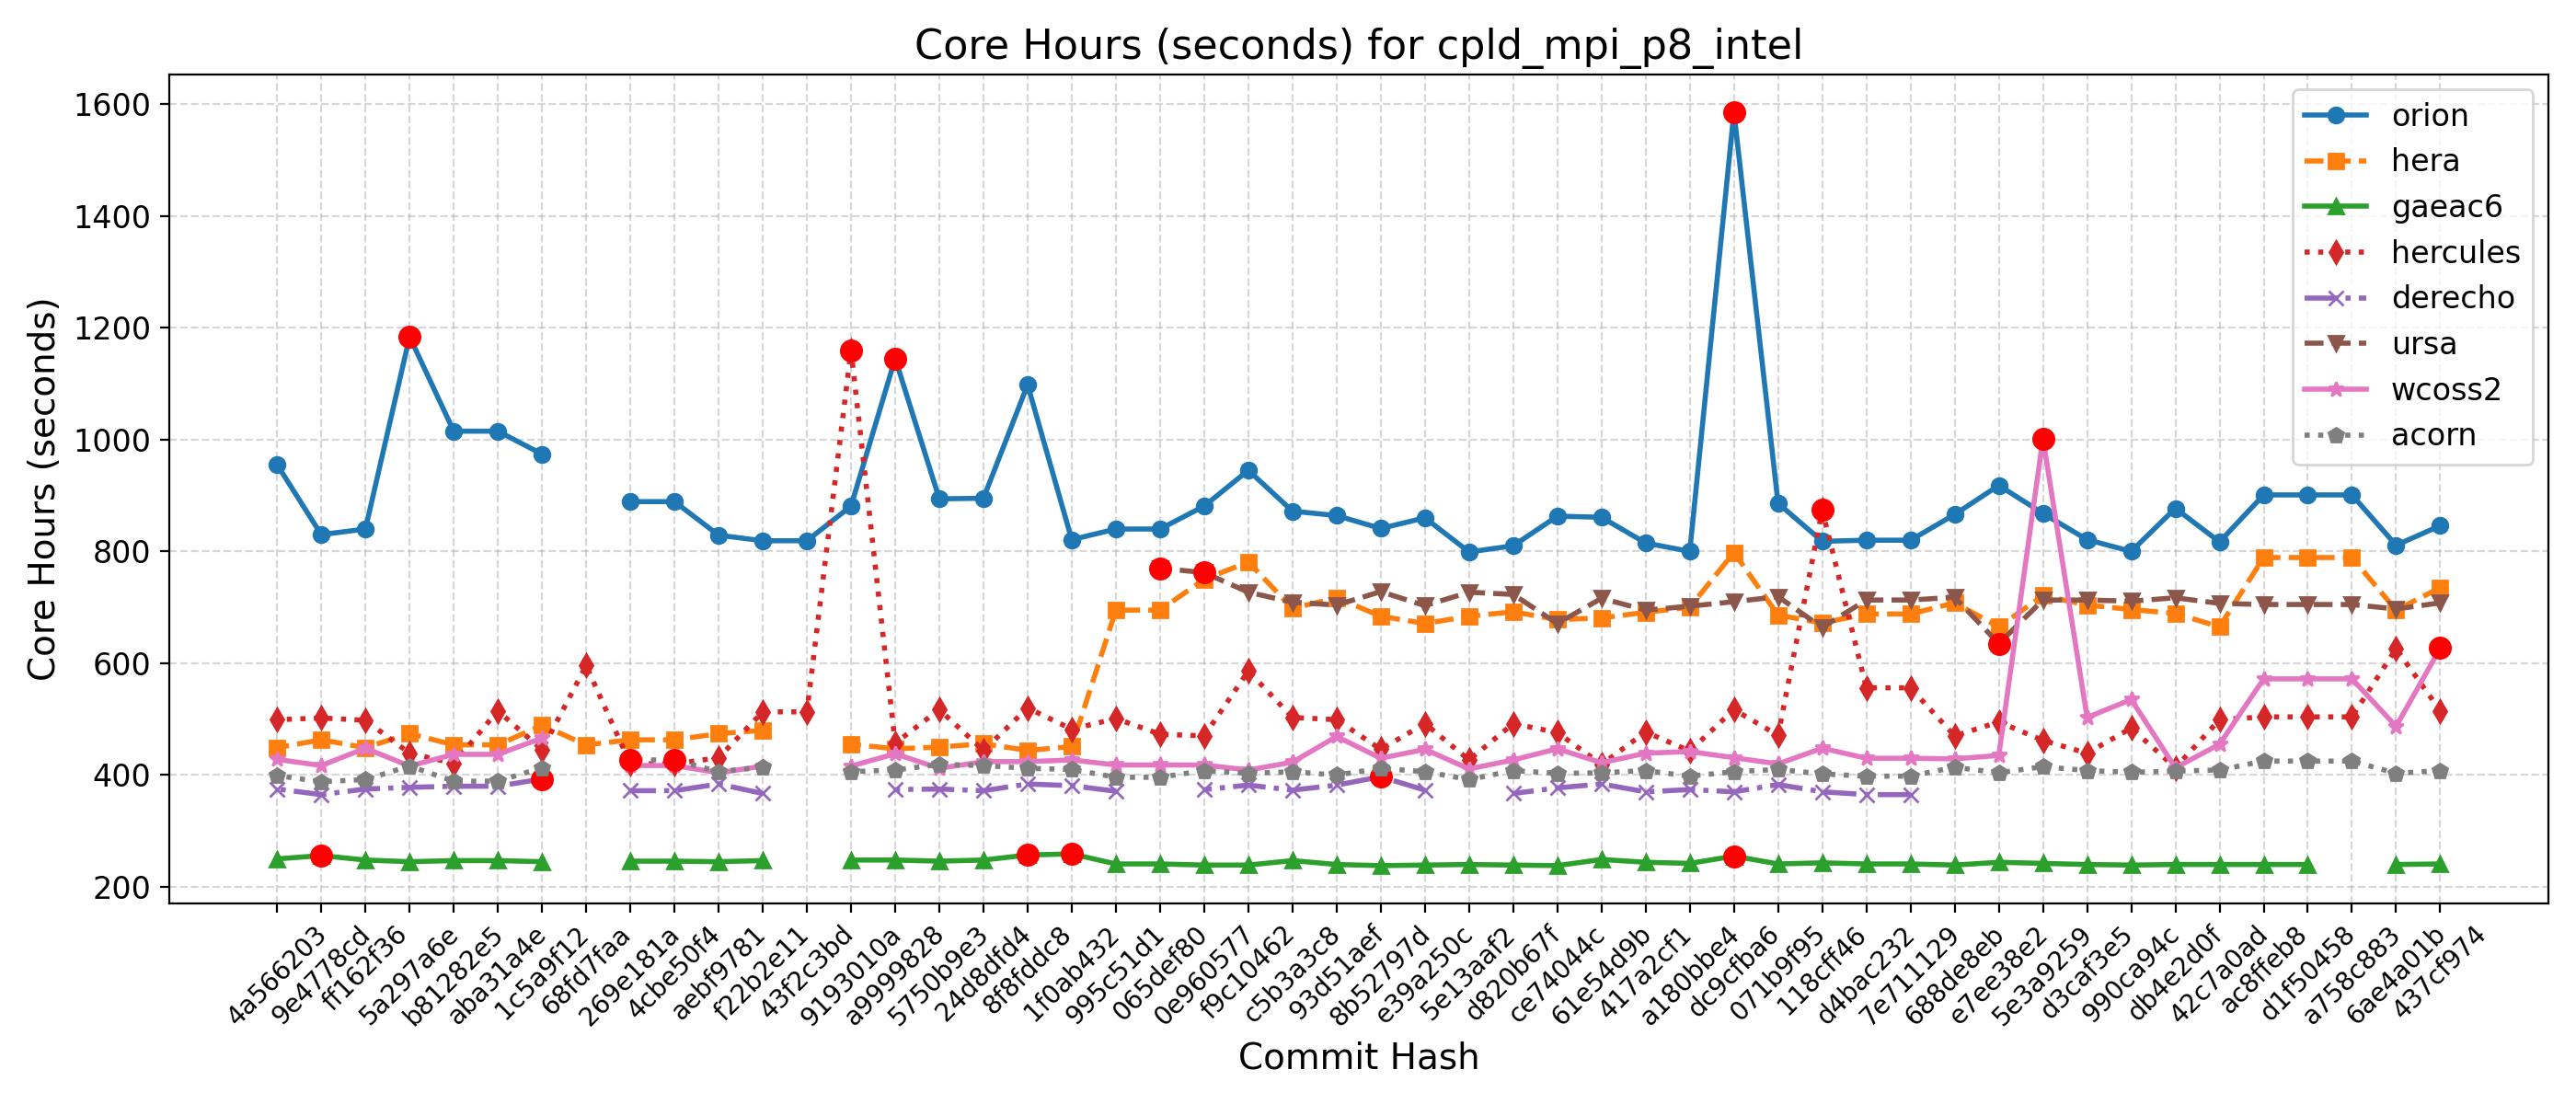 Core Hours (seconds) for cpld_mpi_p8_intel
Core Hours (seconds)
1600
1400
1200
1000
800
600
400
200
orion
hera
gaeac6
hercules
derecho
ursa
wcoss2
acorn
4a566203
9e4778cd
ff162f36
5a297a6e
b81282e5
aba31a4e
1c5a9f12
68fd7faa
269e181a
4cbe50f4
aebf9781
f22b2e11
43f2c3bd
9193010a
a9999828
5750b9e3
24d8dfd4
8f8fddc8
1f0ab432
995c51d1
065def80
0e960577
f9c10462
c5b3a3c8
93d51aef
8b52797d
e39a250c
5e13aaf2
d820b67f
ce74044c
61e54d9b
417a2cf1
a180bbe4
dc9cfba6
071b9f95
118cff46
d4bac232
7e711129
688de8eb
e7ee38e2
5e3a9259
d3caf3e5
990ca94c
db4e2d0f
42c7a0ad
ac8ffeb8
d1f50458
a758c883
6ae4a01b
437cf974
Commit Hash